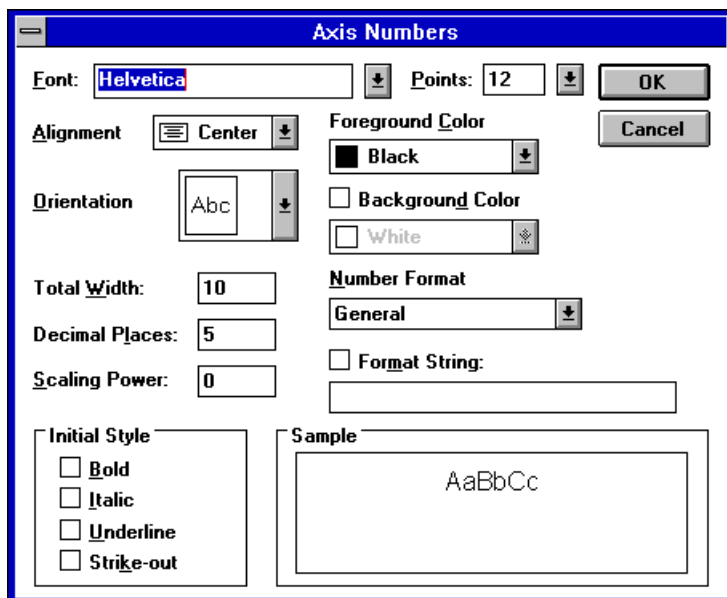 Axis Numbers
Font: Helvetica Points: 12 OK
Alignment Center Foreground Color Cancel
Black
Orientation Abc Background Color
White
Total Width: 10 Number Format
General
Decimal Places: 5
Format String:
Scaling Power: 0
Initial Style Sample
Bold AaBbCc
Italic
Underline
Strike-out